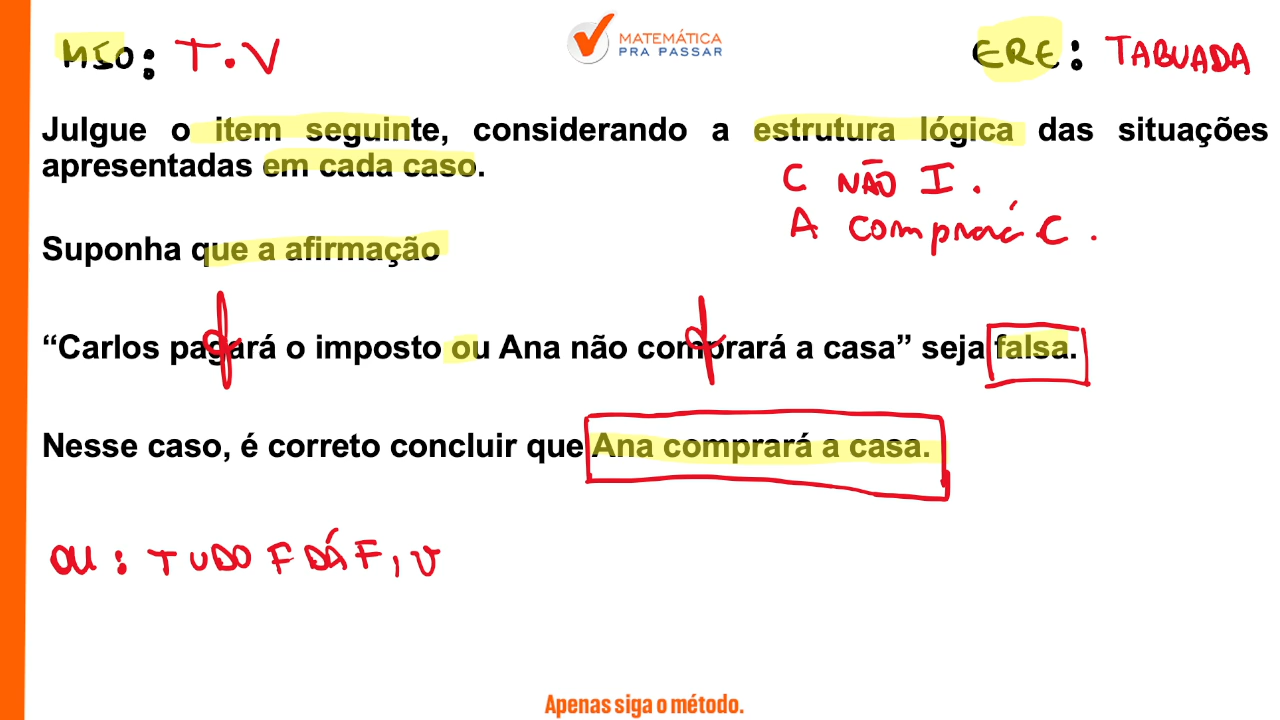 MSO: T.V
MATEMÁTICA
PRA PASSAR
ERE: TABUADA
Julgue o item seguinte, considerando a estrutura lógica das situações
apresentadas em cada caso.
C NÃO I.
A comprará C.
Suponha que a afirmação
“Carlos pagará o imposto ou Ana não comprará a casa” seja falsa.
Nesse caso, é correto concluir que Ana comprará a casa.
OU: TUDO F DÁ F, V
Apenas siga o método.